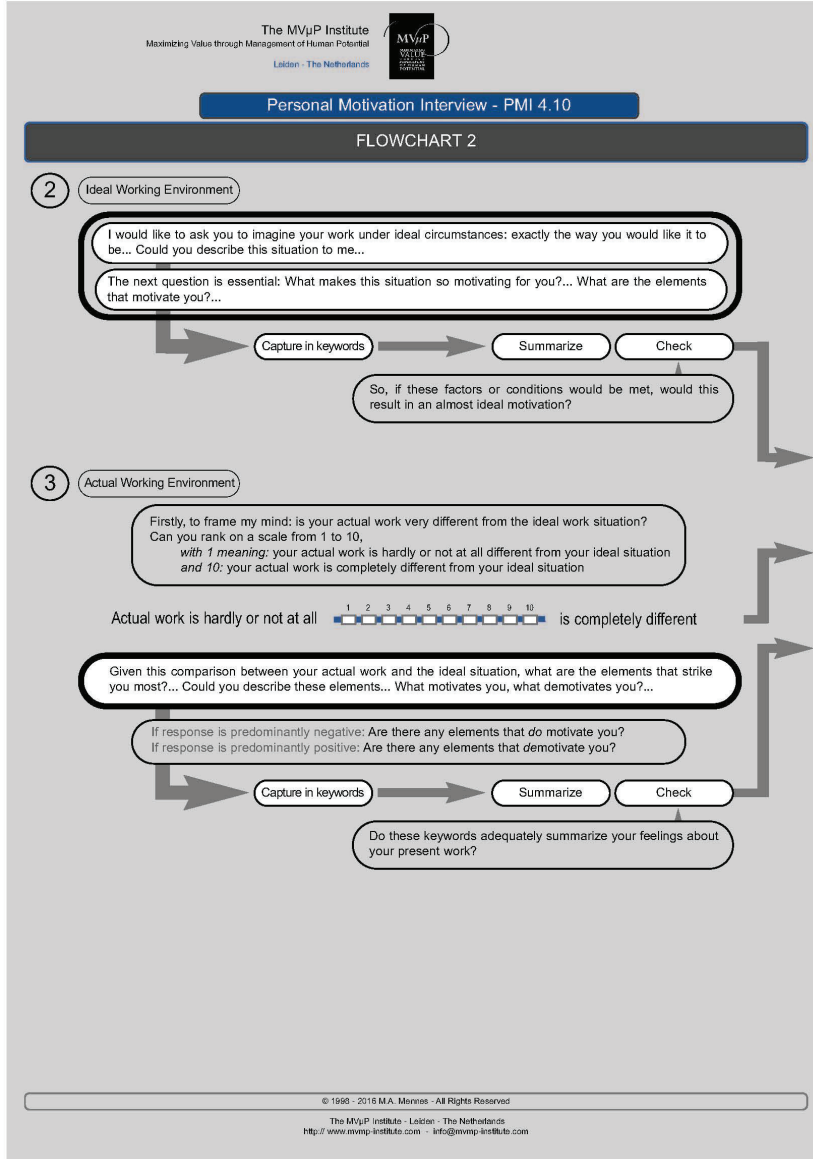 The MVµP Institute
Maximizing Value through Management of Human Potential
Leiden - The Netherlands
MVµP
VALUE
POTENTIAL
Personal Motivation Interview - PMI 4.10
FLOWCHART 2
2 Ideal Working Environment
I would like to ask you to imagine your work under ideal circumstances: exactly the way you would like it to
be... Could you describe this situation to me...
The next question is essential: What makes this situation so motivating for you?... What are the elements
that motivate you?...
Capture in keywords Summarize Check
So, if these factors or conditions would be met, would this
result in an almost ideal motivation?
3 Actual Working Environment
Firstly, to frame my mind: is your actual work very different from the ideal work situation?
Can you rank on a scale from 1 to 10,
with 1 meaning: your actual work is hardly or not at all different from your ideal situation
and 10: your actual work is completely different from your ideal situation
1 2 3 4 5 6 7 8 9 10
Actual work is hardly or not at all is completely different
Given this comparison between your actual work and the ideal situation, what are the elements that strike
you most?... Could you describe these elements... What motivates you, what demotivates you?...
If response is predominantly negative: Are there any elements that do motivate you?
If response is predominantly positive: Are there any elements that demotivate you?
Capture in keywords Summarize Check
Do these keywords adequately summarize your feelings about
your present work?
© 1998 - 2016 M.A. Mennes - All Rights Reserved
The MVµP Institute - Leiden - The Netherlands
http:// www.mvmp-institute.com - info@mvmp-institute.com